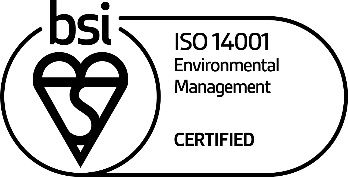 bsi
ISO 14001
Environmental
Management
CERTIFIED